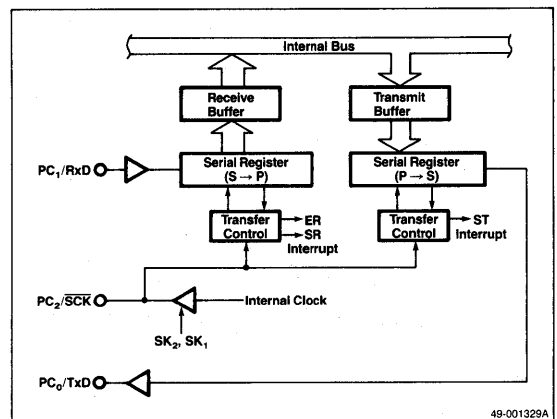 Internal Bus
Receive
Buffer
Transmit
Buffer
PC₁/RxD
Serial Register
(S → P)
Serial Register
(P → S)
Transfer
Control
ER
SR
Interrupt
Transfer
Control
ST
Interrupt
PC₂/S̅C̅K̅
Internal Clock
SK₂, SK₁
PC₀/TxD
49-001329A